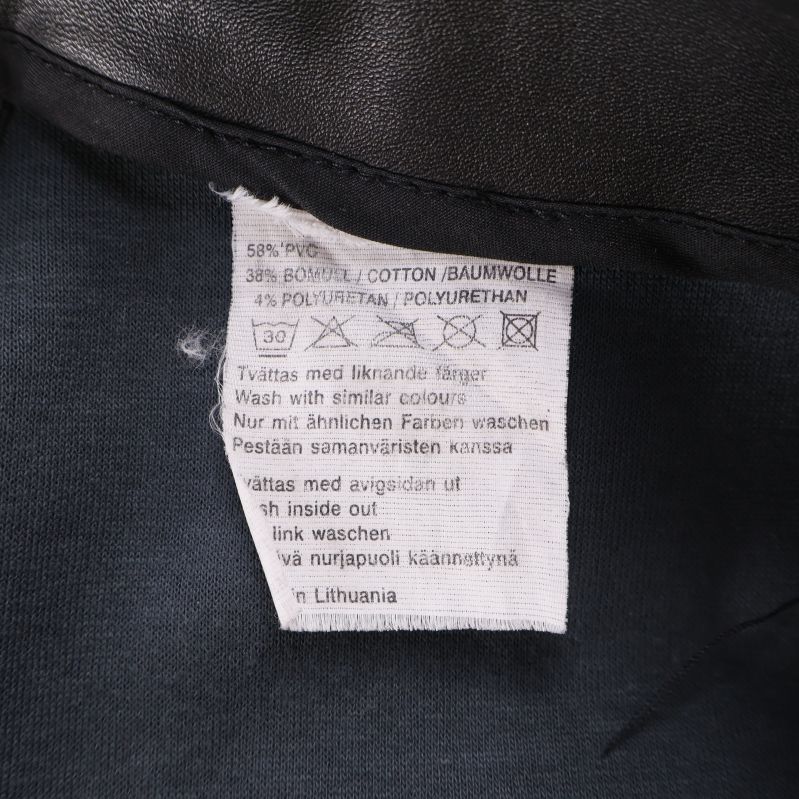 58% PVC
38% BOMULL / COTTON /BAUMWOLLE
4% POLYURETAN / POLYURETHAN
30
Tvättas med liknande färger
Wash with similar colours
Nur mit ähnlichen Farben waschen
Pestään samanväristen kanssa
vättas med avigsidan ut
sh inside out
link waschen
ivä nurjapuoli käännettynä
in Lithuania